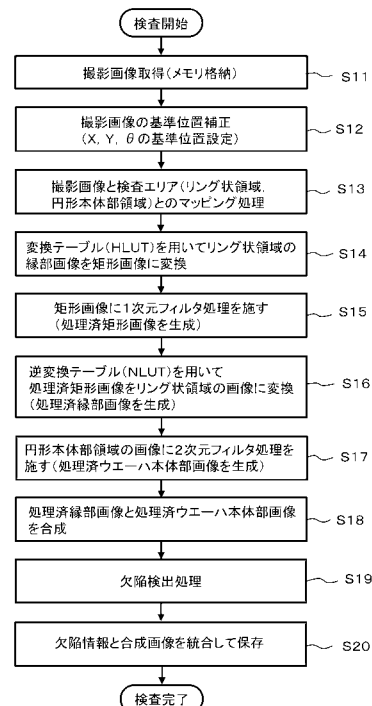 検査開始
撮影画像取得(メモリ格納)
S11
撮影画像の基準位置補正
(X, Y, θの基準位置設定)
S12
撮影画像と検査エリア(リング状領域,
円形本体部領域)とのマッピング処理
S13
変換テーブル(HLUT)を用いてリング状領域の
縁部画像を矩形画像に変換
S14
矩形画像に1次元フィルタ処理を施す
(処理済矩形画像を生成)
S15
逆変換テーブル(NLUT)を用いて
処理済矩形画像をリング状領域の画像に変換
(処理済縁部画像を生成)
S16
円形本体部領域の画像に2次元フィルタ処理を
施す(処理済ウエーハ本体部画像を生成)
S17
処理済縁部画像と処理済ウエーハ本体部画像
を合成
S18
欠陥検出処理
S19
欠陥情報と合成画像を統合して保存
S20
検査完了